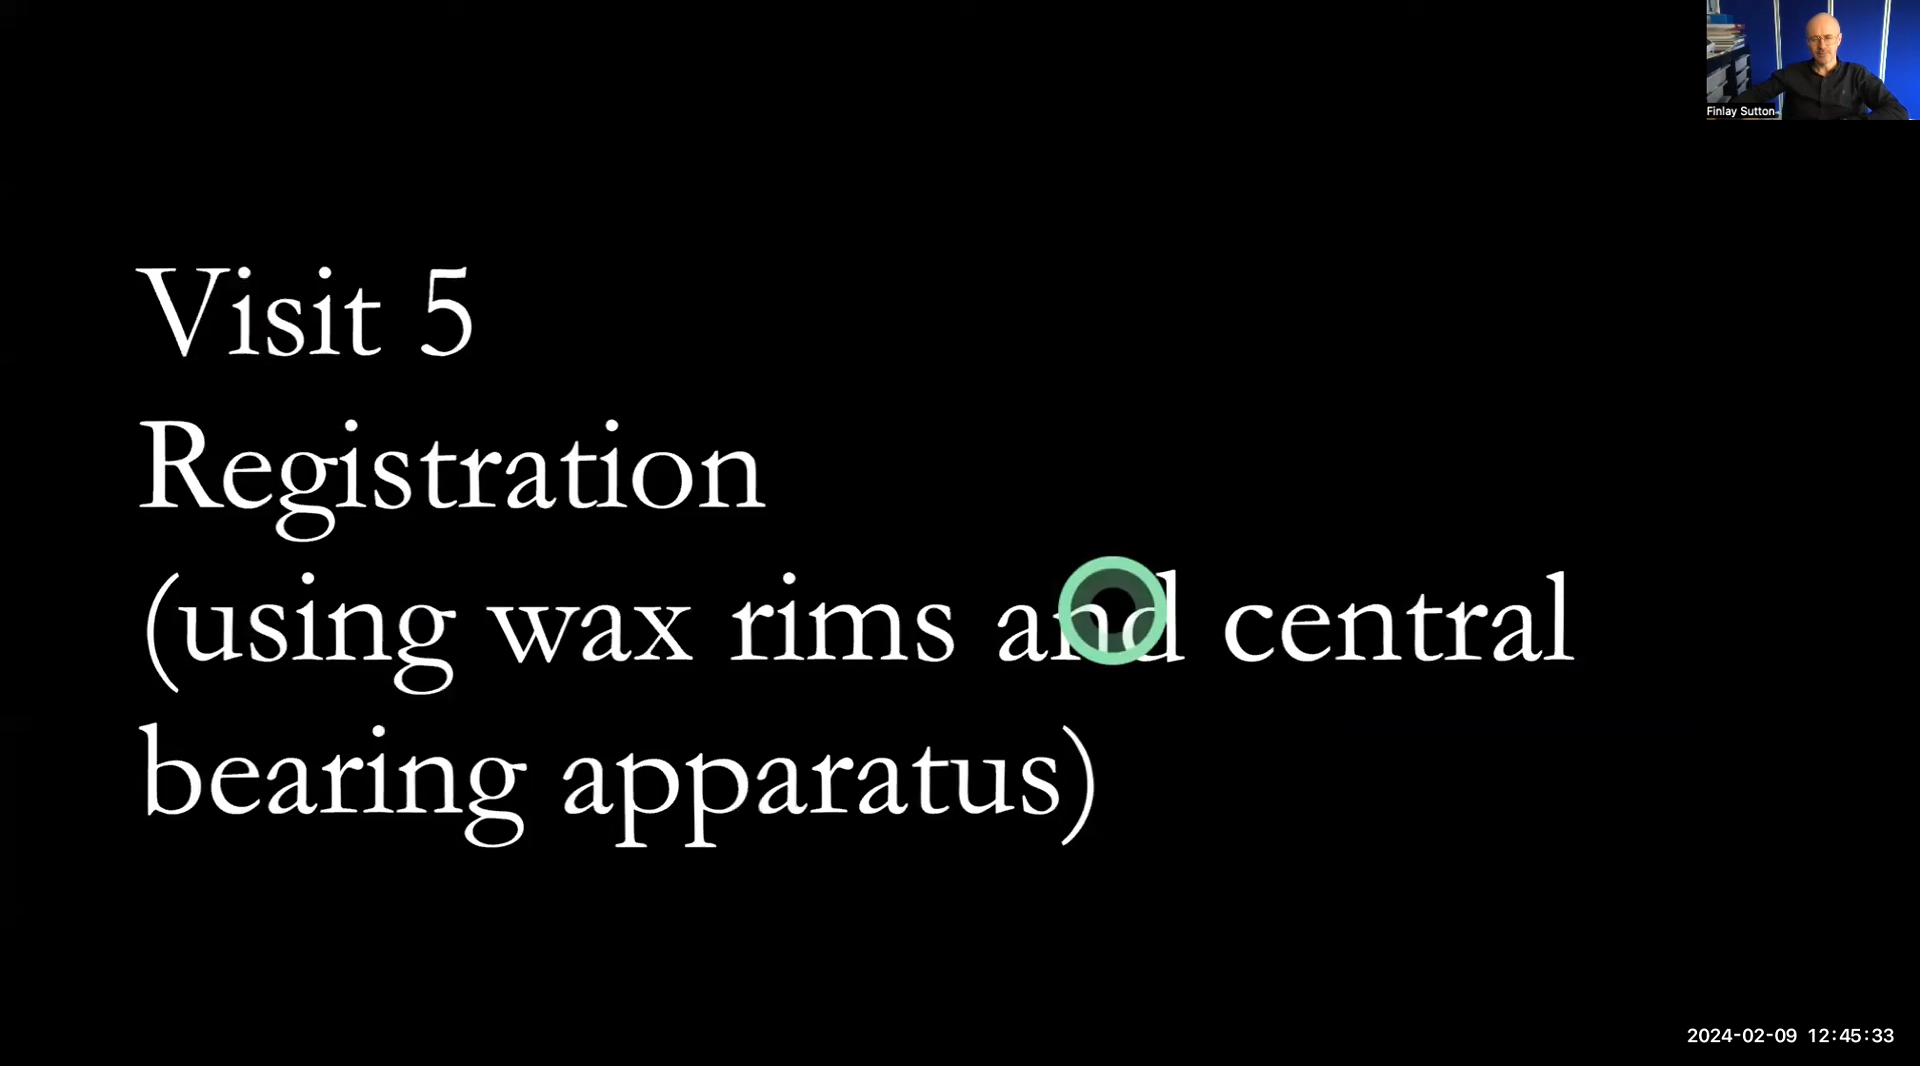 Finlay Sutton
Visit 5
Registration
(using wax rims and central
bearing apparatus)
2024-02-09 12:45:33